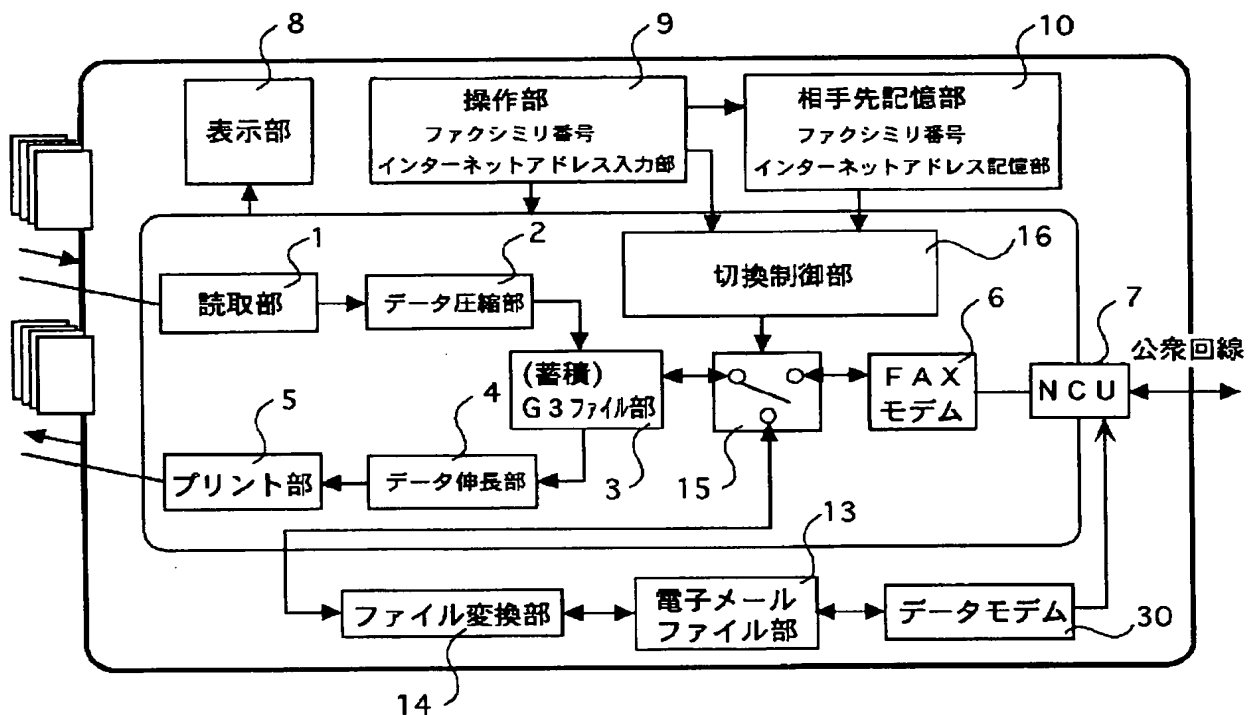 8
9
10
表示部
操作部
ファクシミリ番号
インターネットアドレス入力部
相手先記憶部
ファクシミリ番号
インターネットアドレス記憶部
1
2
16
読取部
データ圧縮部
切換制御部
6
7
公衆回線
(蓄積)
G3ファイル部
FAX
モデム
NCU
5
4
プリント部
データ伸長部
3
15
13
ファイル変換部
電子メール
ファイル部
データモデム
30
14